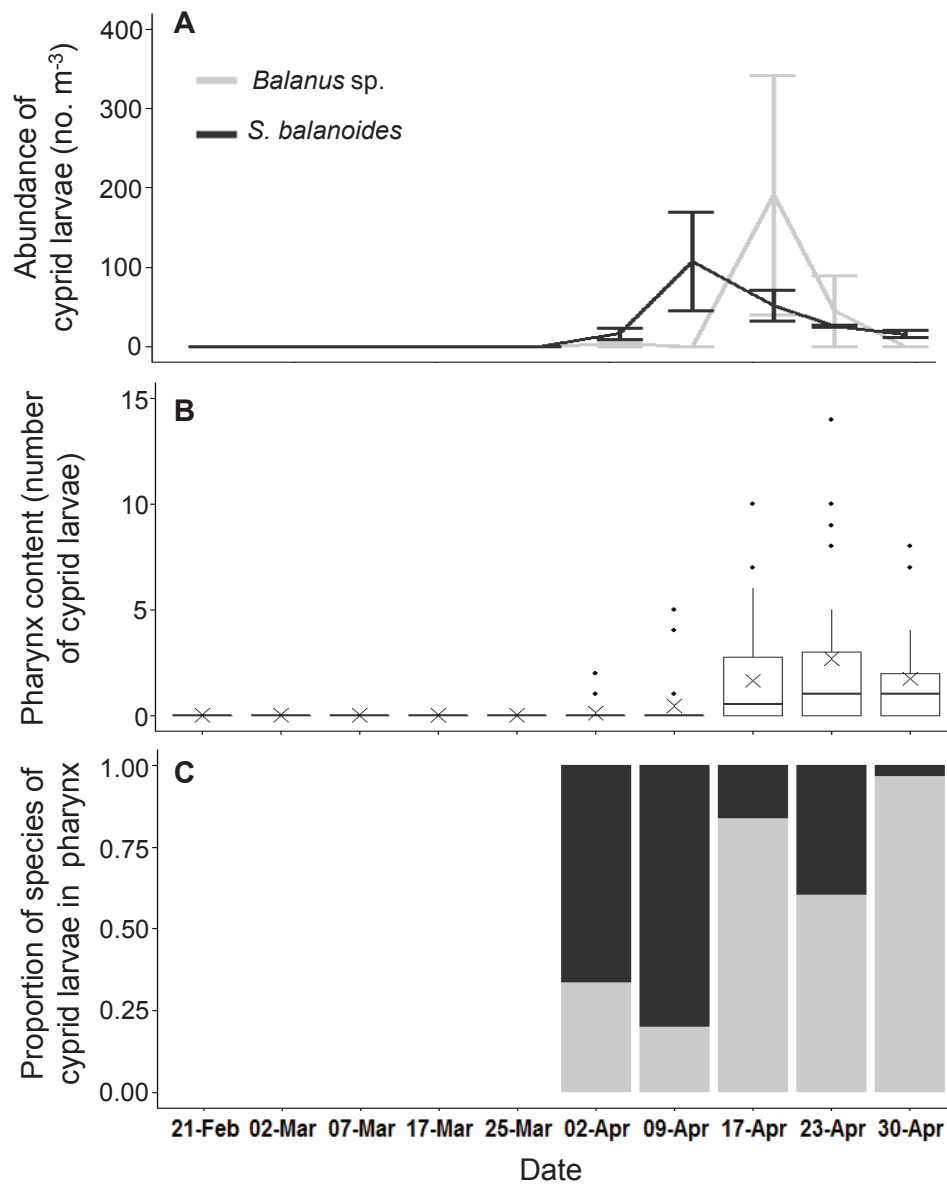 A
400
300
200
100
0
Abundance of
cyprid larvae (no. m-3)
Balanus sp.
S. balanoides
B
15
10
5
0
Pharynx content (number
of cyprid larvae)
C
1.00
0.75
0.50
0.25
0.00
Proportion of species of
cyprid larvae in pharynx
21-Feb 02-Mar 07-Mar 17-Mar 25-Mar 02-Apr 09-Apr 17-Apr 23-Apr 30-Apr
Date